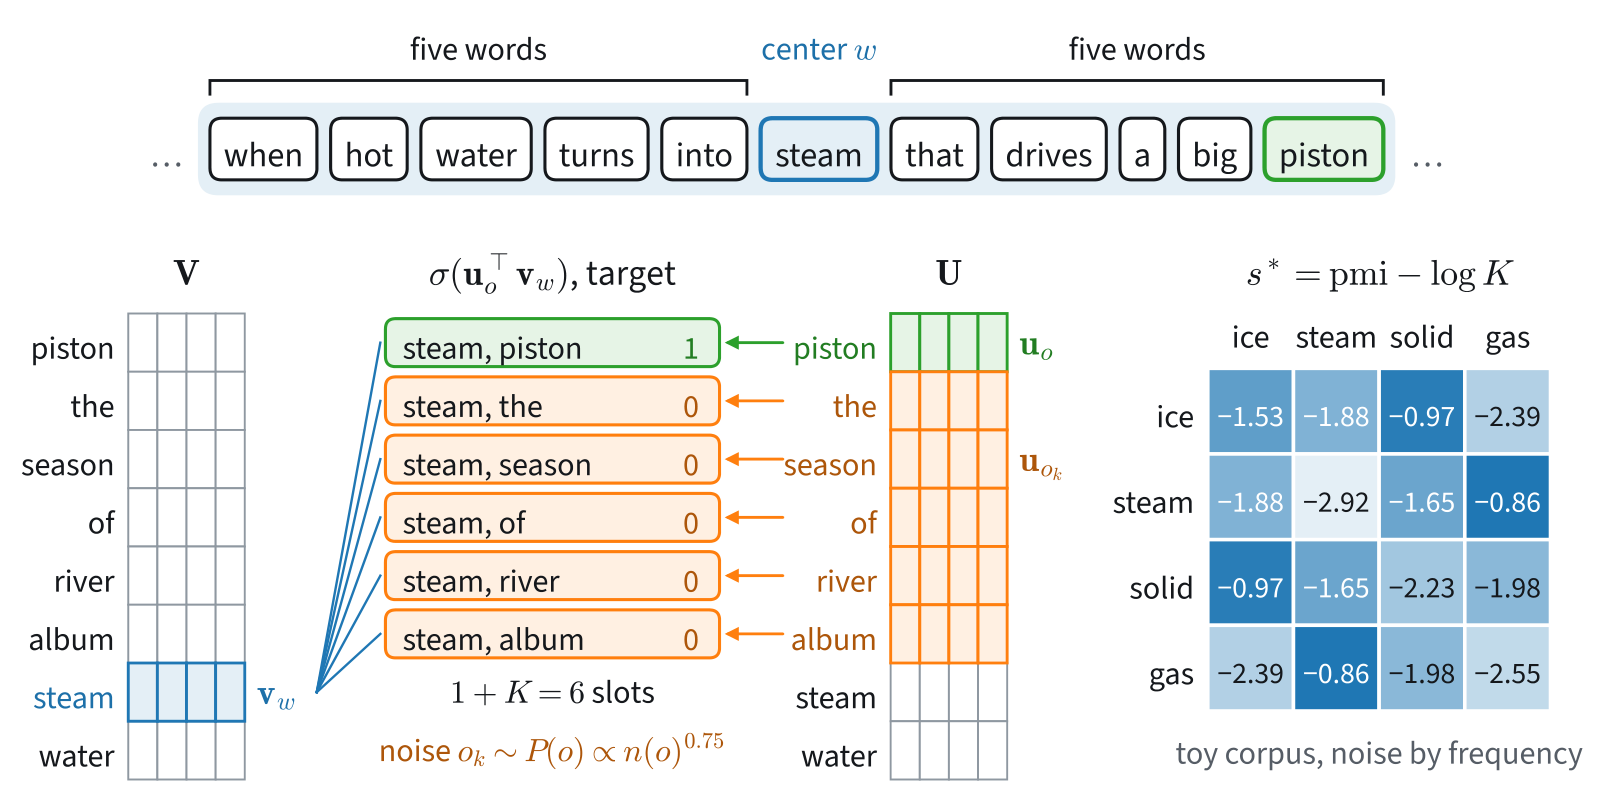 five words center w five words
... when hot water turns into steam that drives a big piston ...
V
piston
the
season
of
river
album
steam
water
v_w
σ(u_o^⊤ v_w), target
steam, piston 1
steam, the 0
steam, season 0
steam, of 0
steam, river 0
steam, album 0
1 + K = 6 slots
noise o_k ∼ P(o) ∝ n(o)^0.75
U
piston
the
season
of
river
album
steam
water
u_o
u_{o_k}
s* = pmi − log K
ice steam solid gas
ice −1.53 −1.88 −0.97 −2.39
steam −1.88 −2.92 −1.65 −0.86
solid −0.97 −1.65 −2.23 −1.98
gas −2.39 −0.86 −1.98 −2.55
toy corpus, noise by frequency